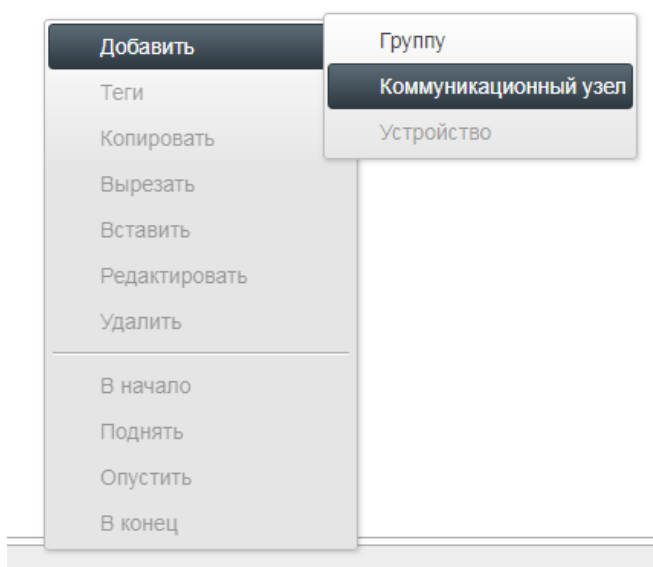 Добавить
Теги
Копировать
Вырезать
Вставить
Редактировать
Удалить
В начало
Поднять
Опустить
В конец
Группу
Коммуникационный узел
Устройство